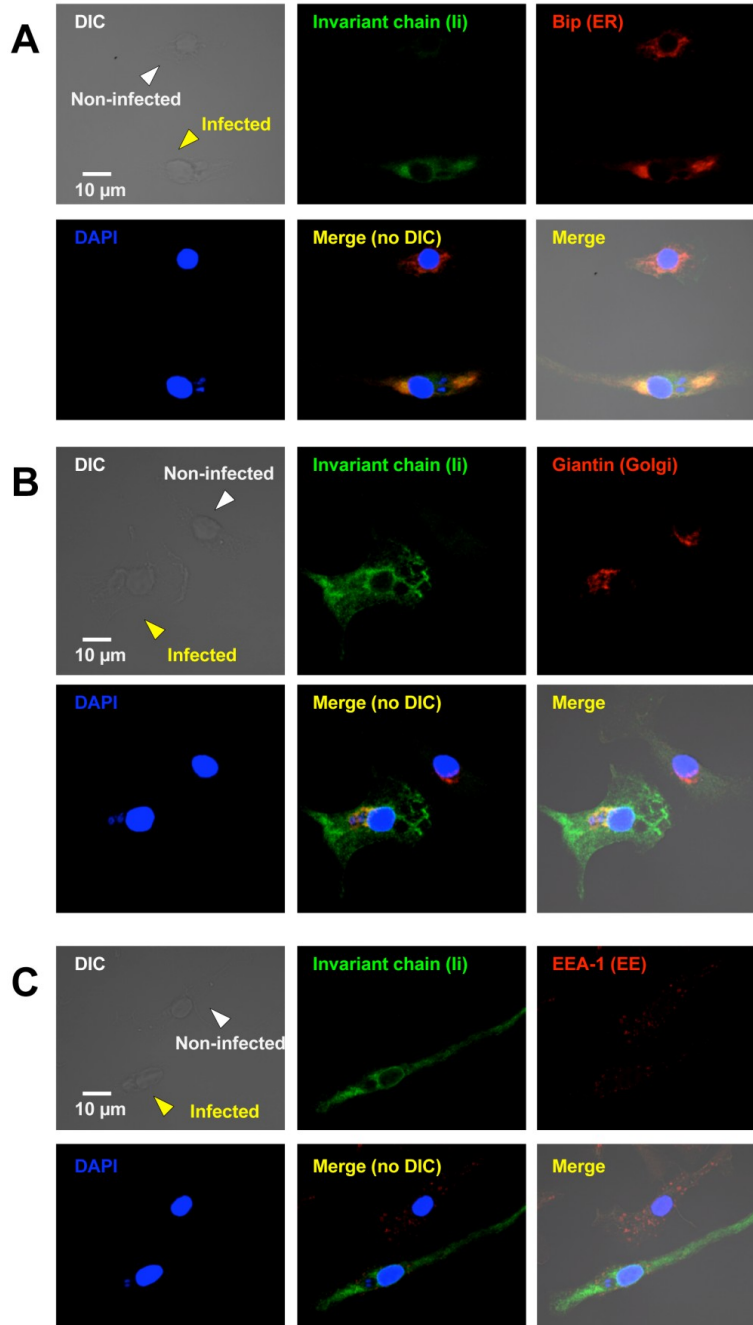 A
DIC
Non-infected
Infected
10 µm
Invariant chain (Ii)
Bip (ER)
DAPI
Merge (no DIC)
Merge
B
DIC
Non-infected
Infected
10 µm
Invariant chain (Ii)
Giantin (Golgi)
DAPI
Merge (no DIC)
Merge
C
DIC
Non-infected
Infected
10 µm
Invariant chain (Ii)
EEA-1 (EE)
DAPI
Merge (no DIC)
Merge